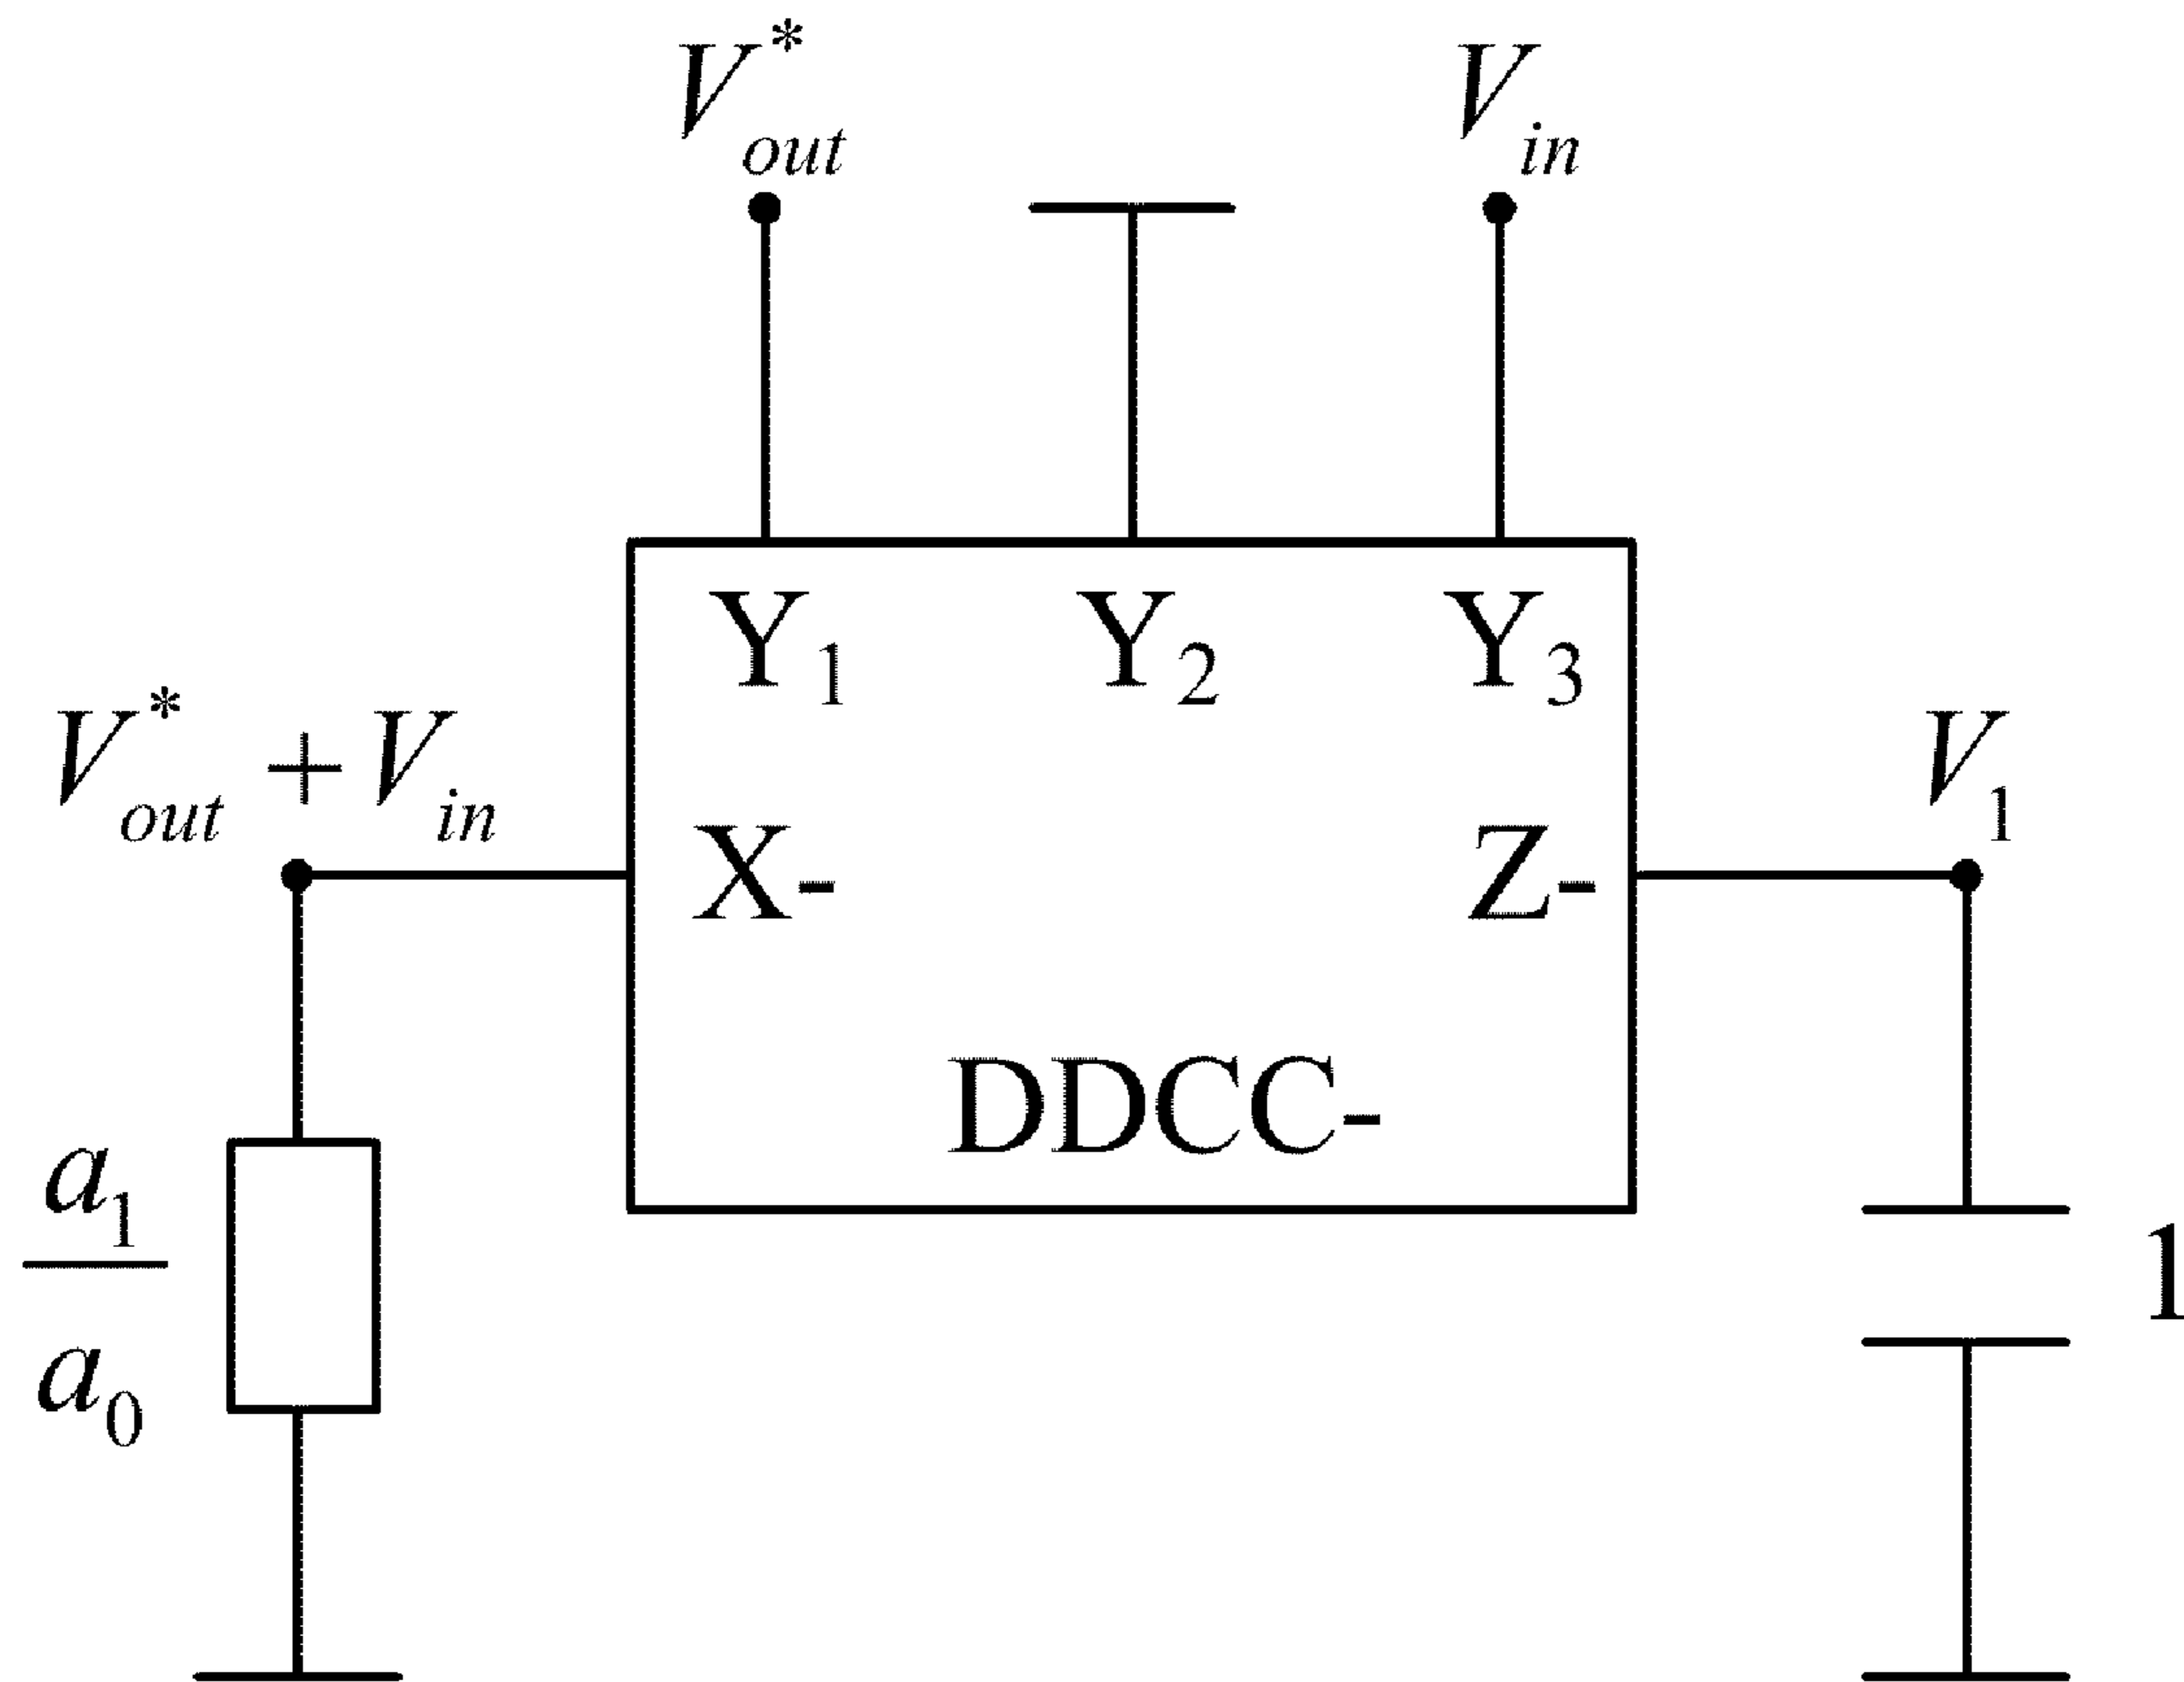 V*out
Vin
Y1 Y2 Y3
V*out + Vin
X- Z-
V1
DDCC-
a1
a0
1